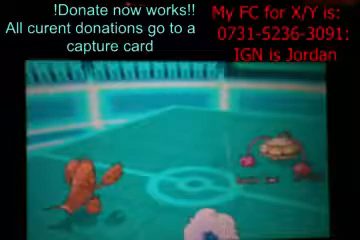 !Donate now works!!
All curent donations go to a
capture card
My FC for X/Y is:
0731-5236-3091:
IGN is Jordan